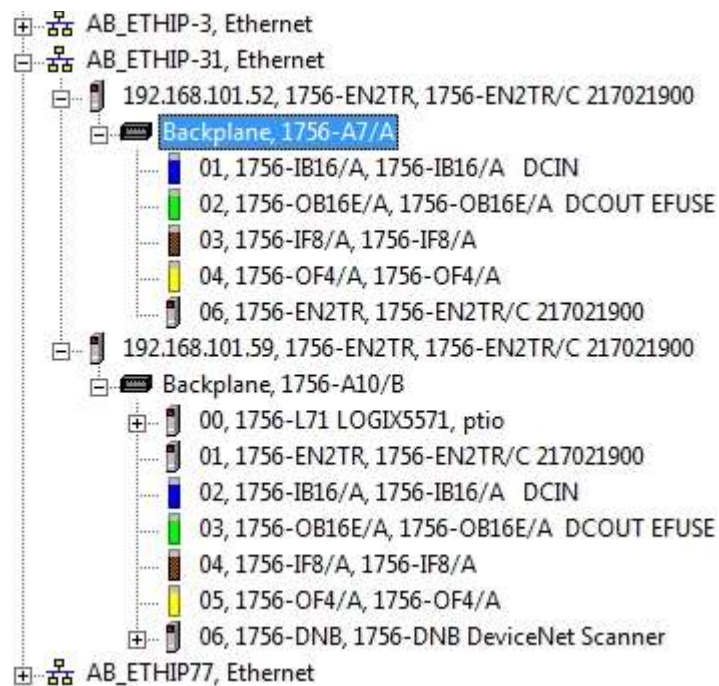 AB_ETHIP-3, Ethernet
AB_ETHIP-31, Ethernet
192.168.101.52, 1756-EN2TR, 1756-EN2TR/C 217021900
Backplane, 1756-A7/A
01, 1756-IB16/A, 1756-IB16/A   DCIN
02, 1756-OB16E/A, 1756-OB16E/A  DCOUT EFUSE
03, 1756-IF8/A, 1756-IF8/A
04, 1756-OF4/A, 1756-OF4/A
06, 1756-EN2TR, 1756-EN2TR/C 217021900
192.168.101.59, 1756-EN2TR, 1756-EN2TR/C 217021900
Backplane, 1756-A10/B
00, 1756-L71 LOGIX5571, ptio
01, 1756-EN2TR, 1756-EN2TR/C 217021900
02, 1756-IB16/A, 1756-IB16/A   DCIN
03, 1756-OB16E/A, 1756-OB16E/A  DCOUT EFUSE
04, 1756-IF8/A, 1756-IF8/A
05, 1756-OF4/A, 1756-OF4/A
06, 1756-DNB, 1756-DNB DeviceNet Scanner
AB_ETHIP77, Ethernet